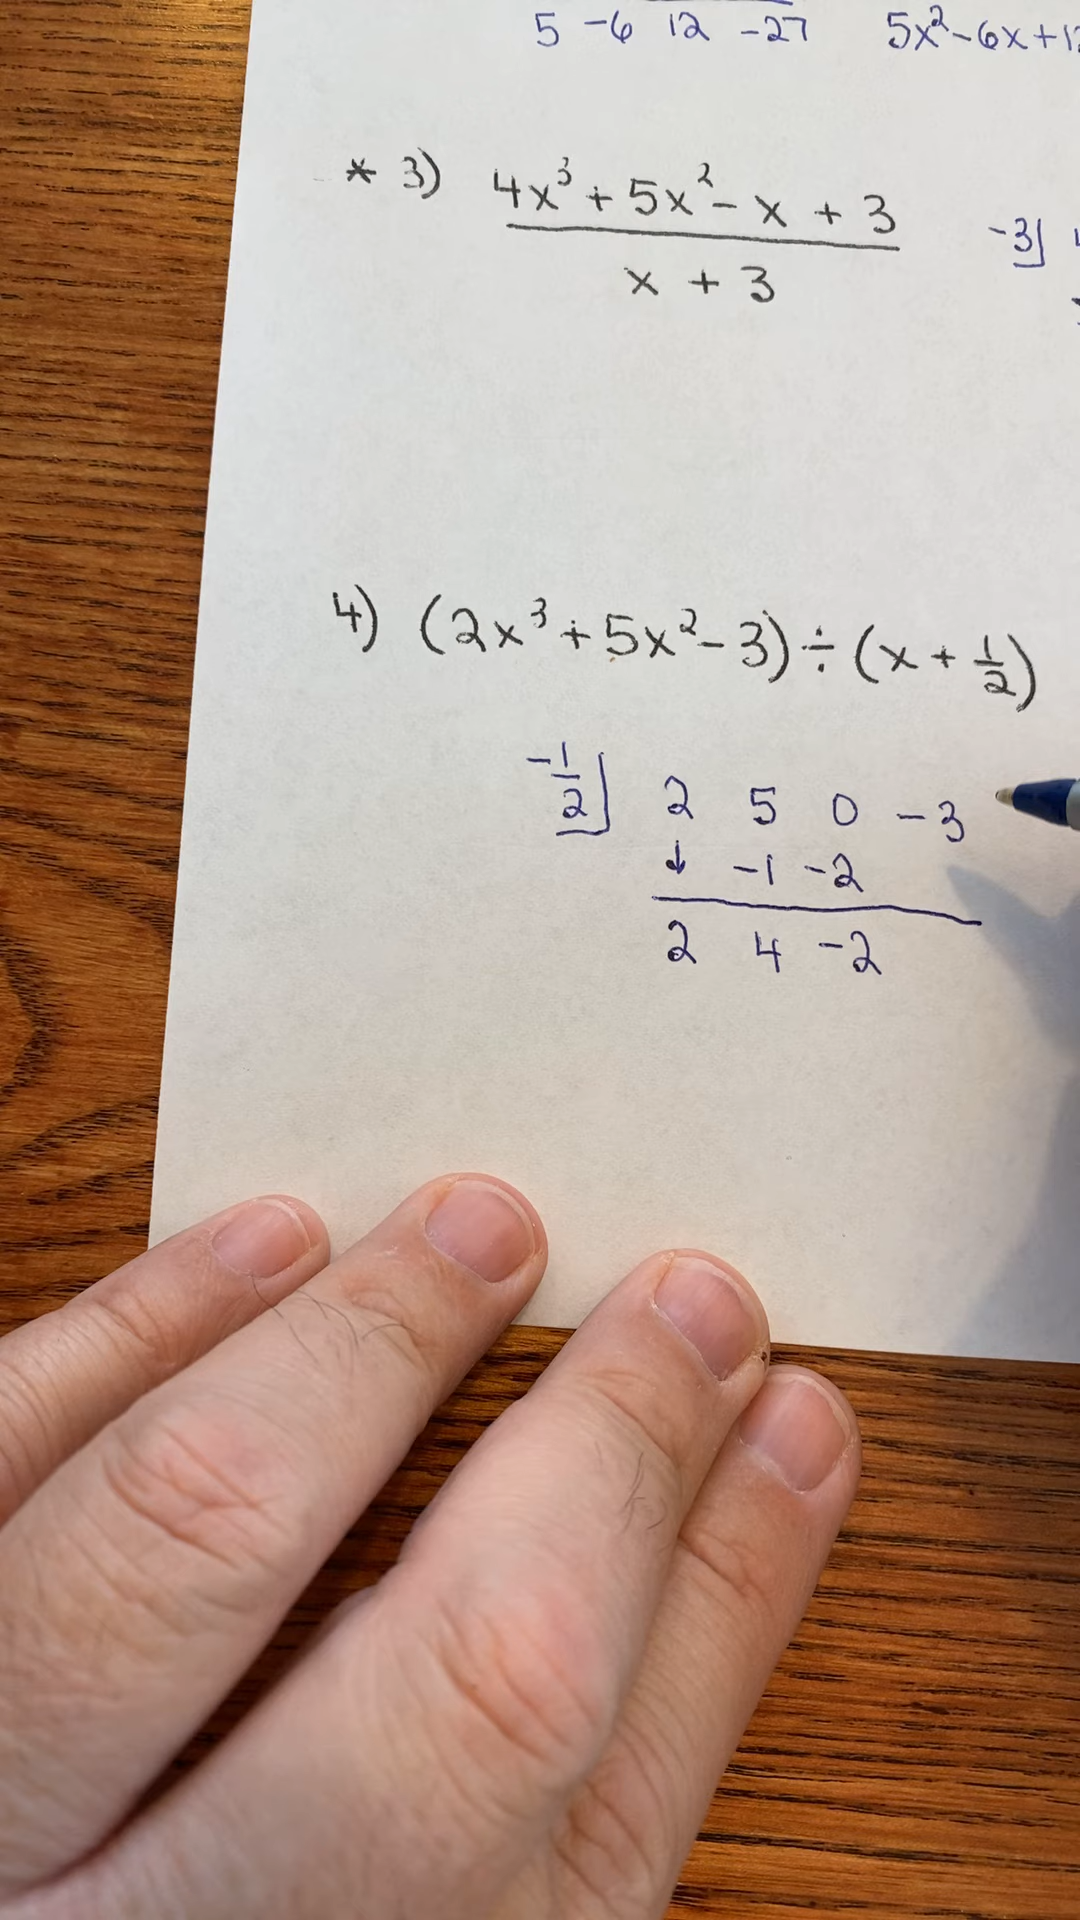 5 -6 12 -27 5x²-6x+12
* 3) 4x³ + 5x² - x + 3
x + 3
-3
4) (2x³ + 5x² - 3) ÷ (x + 1/2)
-1/2 2 5 0 -3
↓ -1 -2
2 4 -2